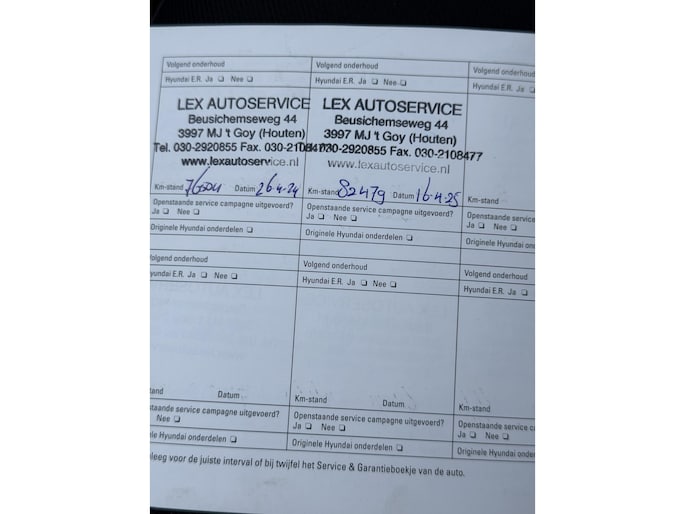 Volgend onderhoud
Hyundai E.R. Ja ❏ Nee ❏
LEX AUTOSERVICE
Beusichemseweg 44
3997 MJ 't Goy (Houten)
Tel. 030-2920855 Fax. 030-2108477
www.lexautoservice.nl
Km-stand 76504 Datum 26-4-24
Openstaande service campagne uitgevoerd?
Ja ❏ Nee ❏
Originele Hyundai onderdelen ❏
Volgend onderhoud
Hyundai E.R. Ja ❏ Nee ❏
LEX AUTOSERVICE
Beusichemseweg 44
3997 MJ 't Goy (Houten)
030-2920855 Fax. 030-2108477
www.lexautoservice.nl
Km-stand 82479 Datum 16-4-25
Openstaande service campagne uitgevoerd?
Ja ❏ Nee ❏
Originele Hyundai onderdelen ❏
Volgend onderhoud
Hyundai E.R. Ja ❏
Km-stand
Openstaande service
Ja ❏ Nee ❏
Originele Hyundai
Volgend onderhoud
Hyundai E.R. Ja ❏ Nee ❏
Datum
service campagne uitgevoerd?
Nee ❏
Hyundai onderdelen ❏
Volgend onderhoud
Hyundai E.R. Ja ❏ Nee ❏
Km-stand Datum
Openstaande service campagne uitgevoerd?
Ja ❏ Nee ❏
Originele Hyundai onderdelen ❏
Volgend onderhoud
Hyundai E.R. Ja ❏
Km-stand
Openstaande service
Ja ❏ Nee ❏
Originele Hyundai
voor de juiste interval of bij twijfel het Service & Garantieboekje van de auto.